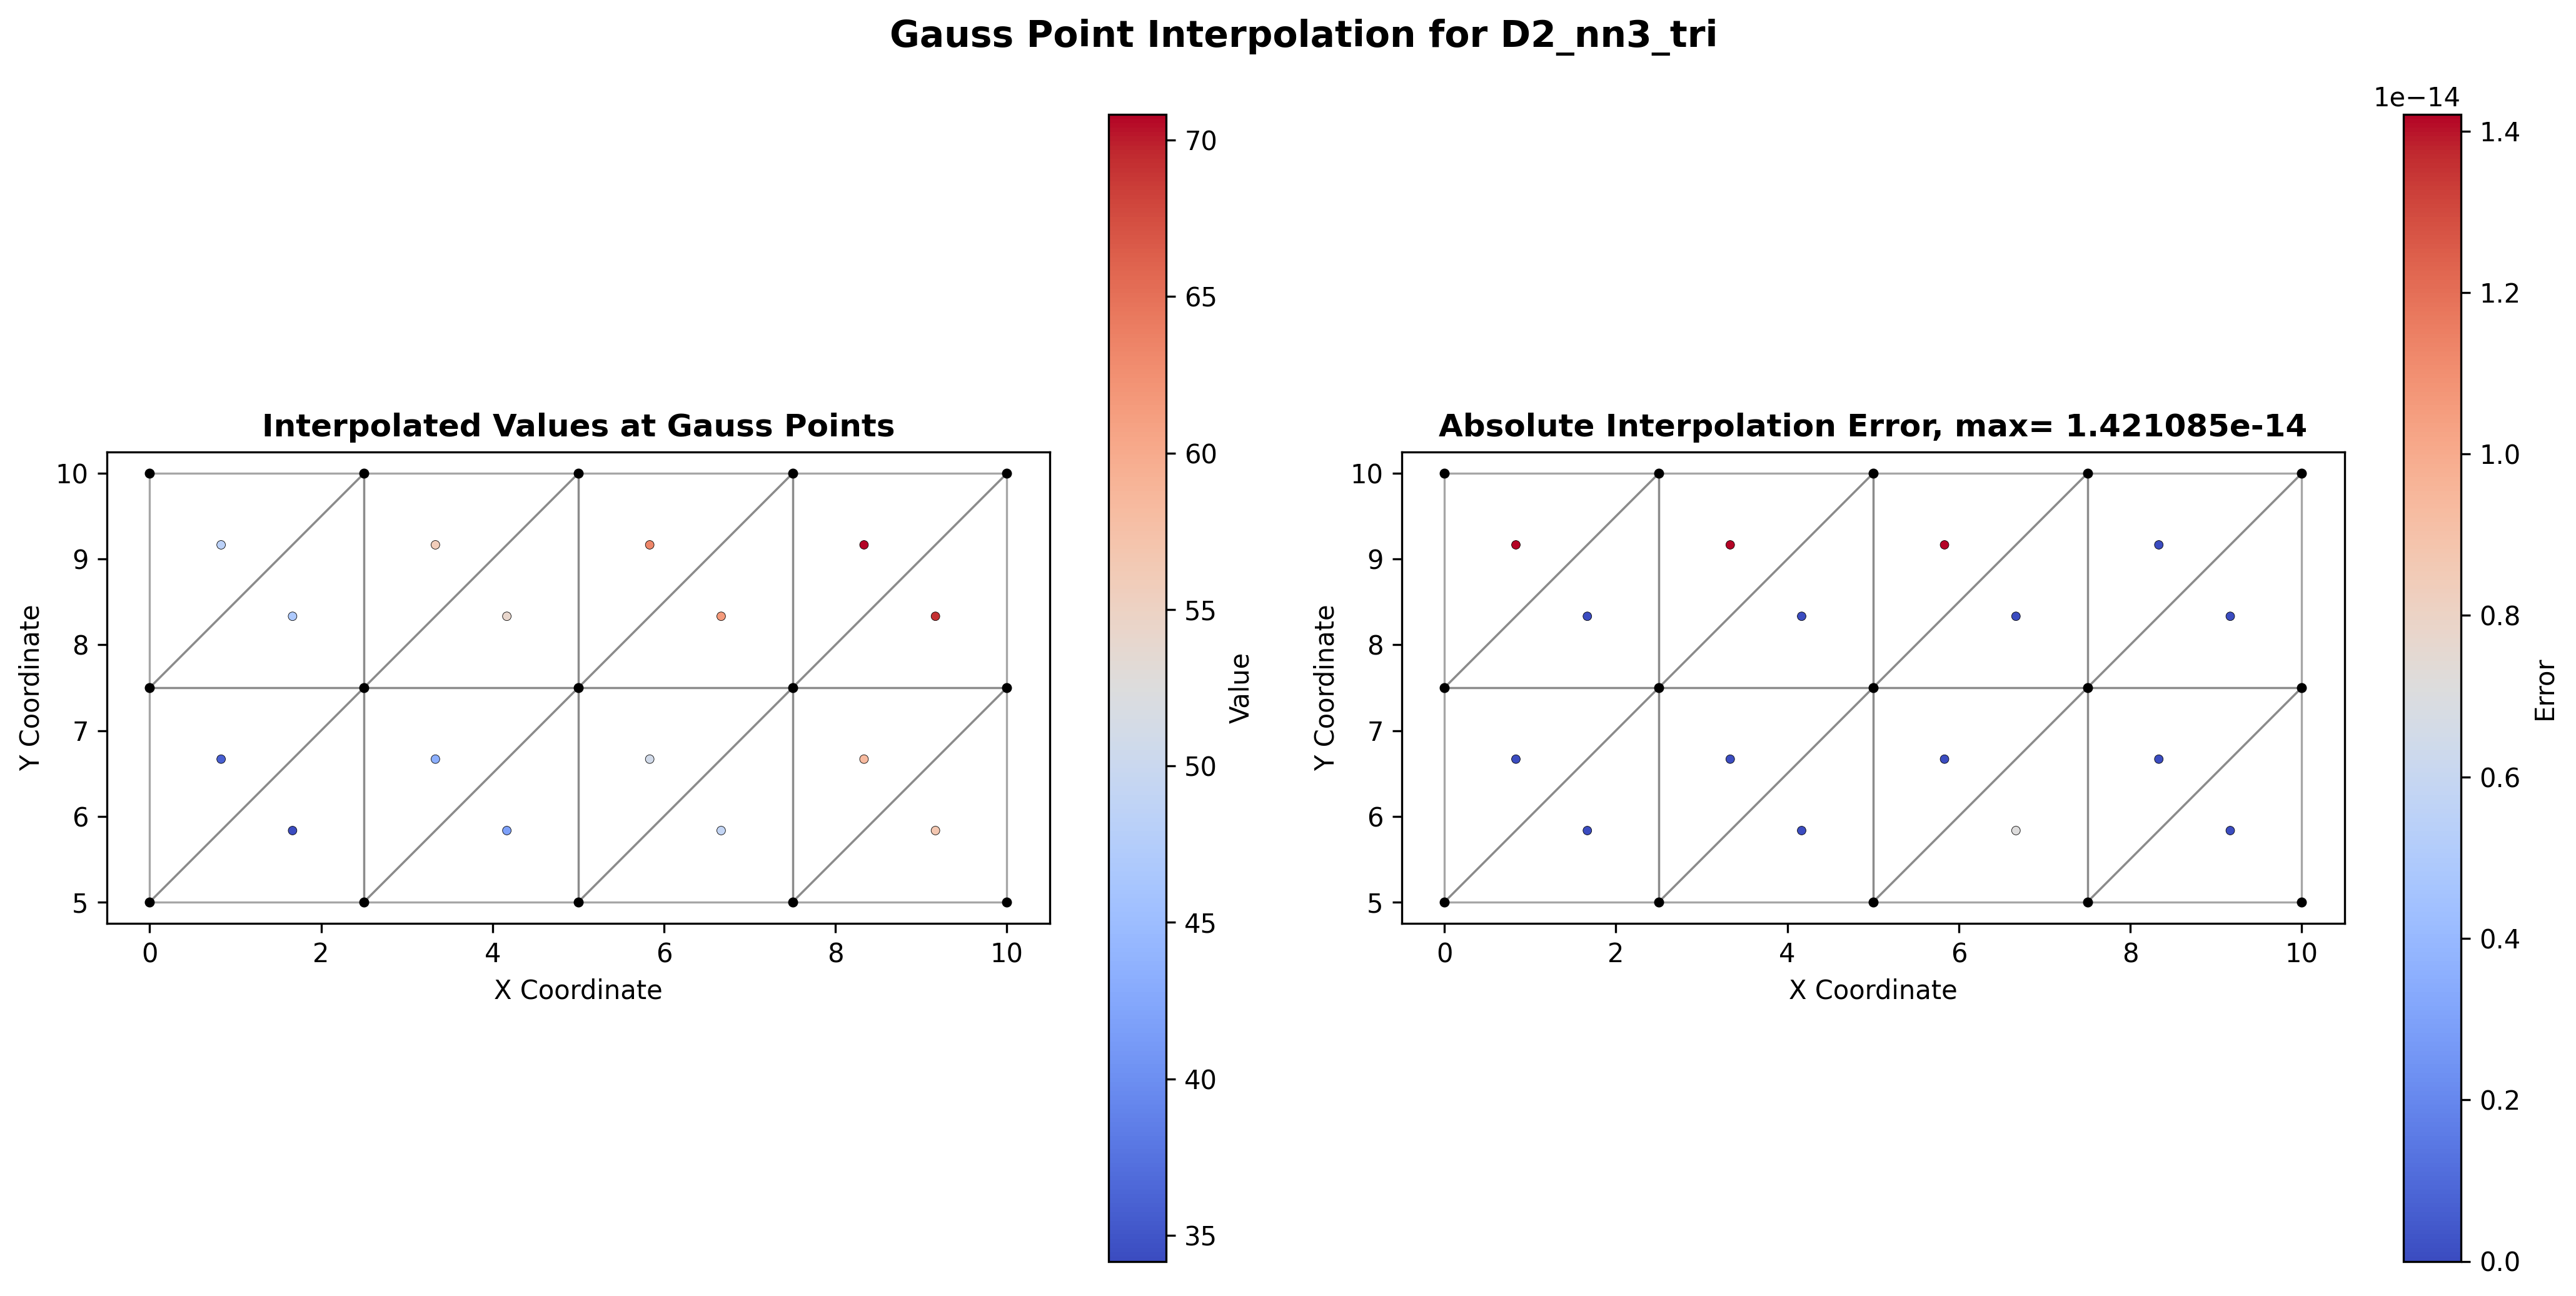 Gauss Point Interpolation for D2_nn3_tri
Interpolated Values at Gauss Points
10
9
8
7
6
5
Y Coordinate
0 2 4 6 8 10
X Coordinate
70
65
60
55
50
45
40
35
Value
Absolute Interpolation Error, max= 1.421085e-14
10
9
8
7
6
5
Y Coordinate
0 2 4 6 8 10
X Coordinate
1e−14
1.4
1.2
1.0
0.8
0.6
0.4
0.2
0.0
Error